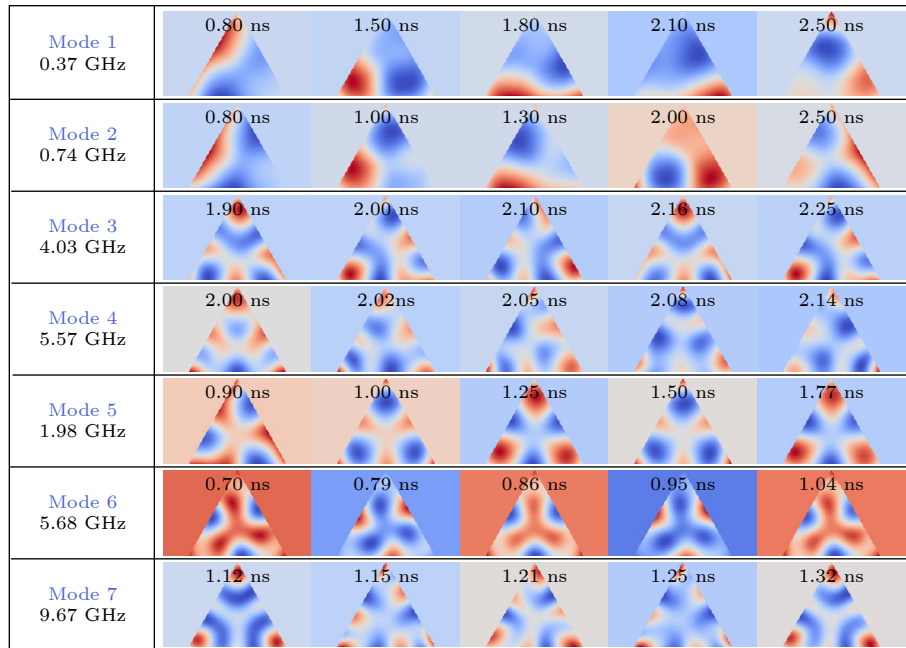 Mode 1
0.37 GHz
0.80 ns 1.50 ns 1.80 ns 2.10 ns 2.50 ns
Mode 2
0.74 GHz
0.80 ns 1.00 ns 1.30 ns 2.00 ns 2.50 ns
Mode 3
4.03 GHz
1.90 ns 2.00 ns 2.10 ns 2.16 ns 2.25 ns
Mode 4
5.57 GHz
2.00 ns 2.02ns 2.05 ns 2.08 ns 2.14 ns
Mode 5
1.98 GHz
0.90 ns 1.00 ns 1.25 ns 1.50 ns 1.77 ns
Mode 6
5.68 GHz
0.70 ns 0.79 ns 0.86 ns 0.95 ns 1.04 ns
Mode 7
9.67 GHz
1.12 ns 1.15 ns 1.21 ns 1.25 ns 1.32 ns